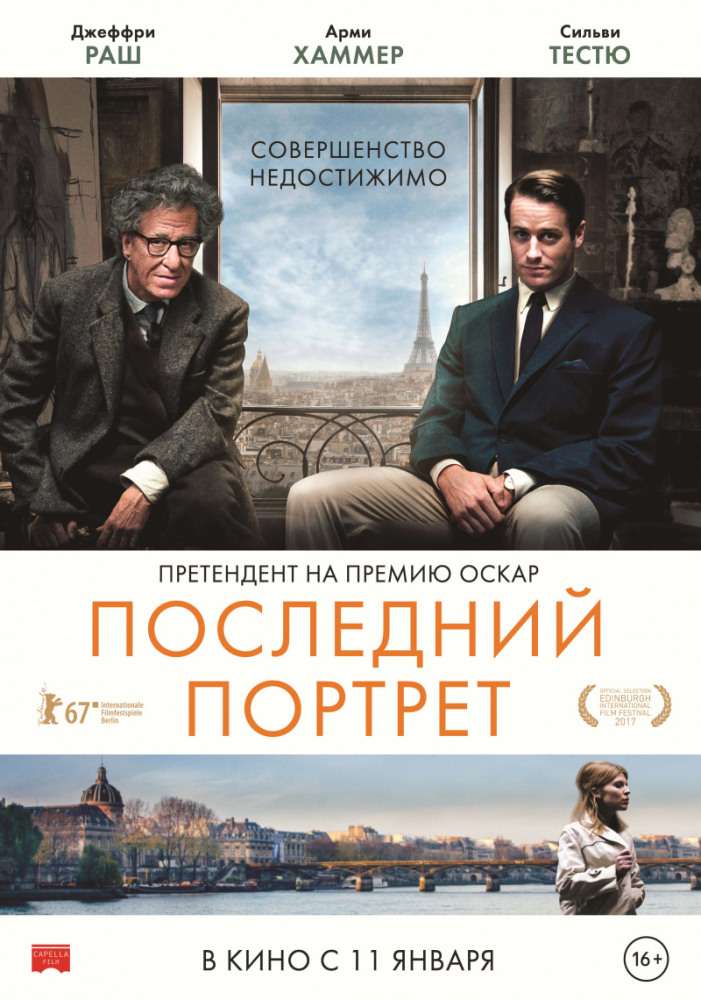 Джеффри
РАШ
Арми
ХАММЕР
Сильви
ТЕСТЮ
СОВЕРШЕНСТВО
НЕДОСТИЖИМО
ПРЕТЕНДЕНТ НА ПРЕМИЮ ОСКАР
ПОСЛЕДНИЙ
ПОРТРЕТ
67 Internationale
Filmfestspiele
Berlin
OFFICIAL SELECTION
EDINBURGH
INTERNATIONAL
FILM FESTIVAL
2017
CAPELLA
FILM
В КИНО С 11 ЯНВАРЯ
16+